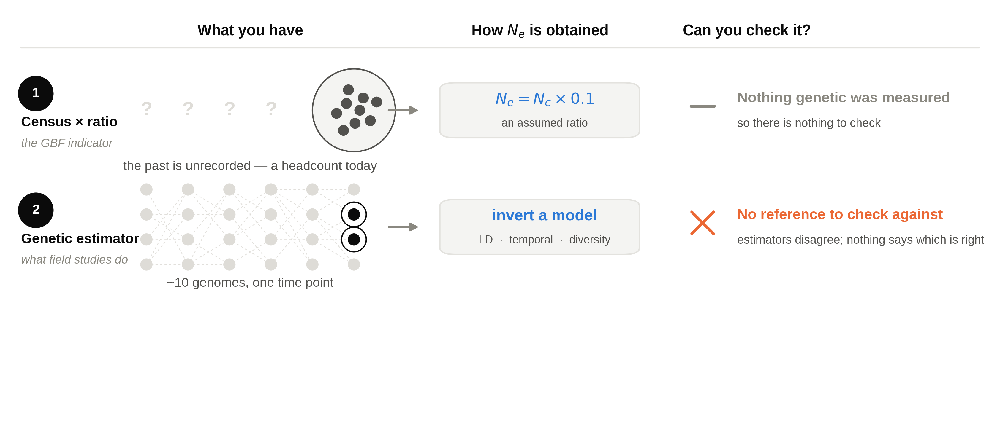 What you have
How Nₑ is obtained
Can you check it?
1
Census × ratio
the GBF indicator
? ? ? ?
the past is unrecorded — a headcount today
Nₑ = N꜀ × 0.1
an assumed ratio
Nothing genetic was measured
so there is nothing to check
2
Genetic estimator
what field studies do
~10 genomes, one time point
invert a model
LD · temporal · diversity
No reference to check against
estimators disagree; nothing says which is right